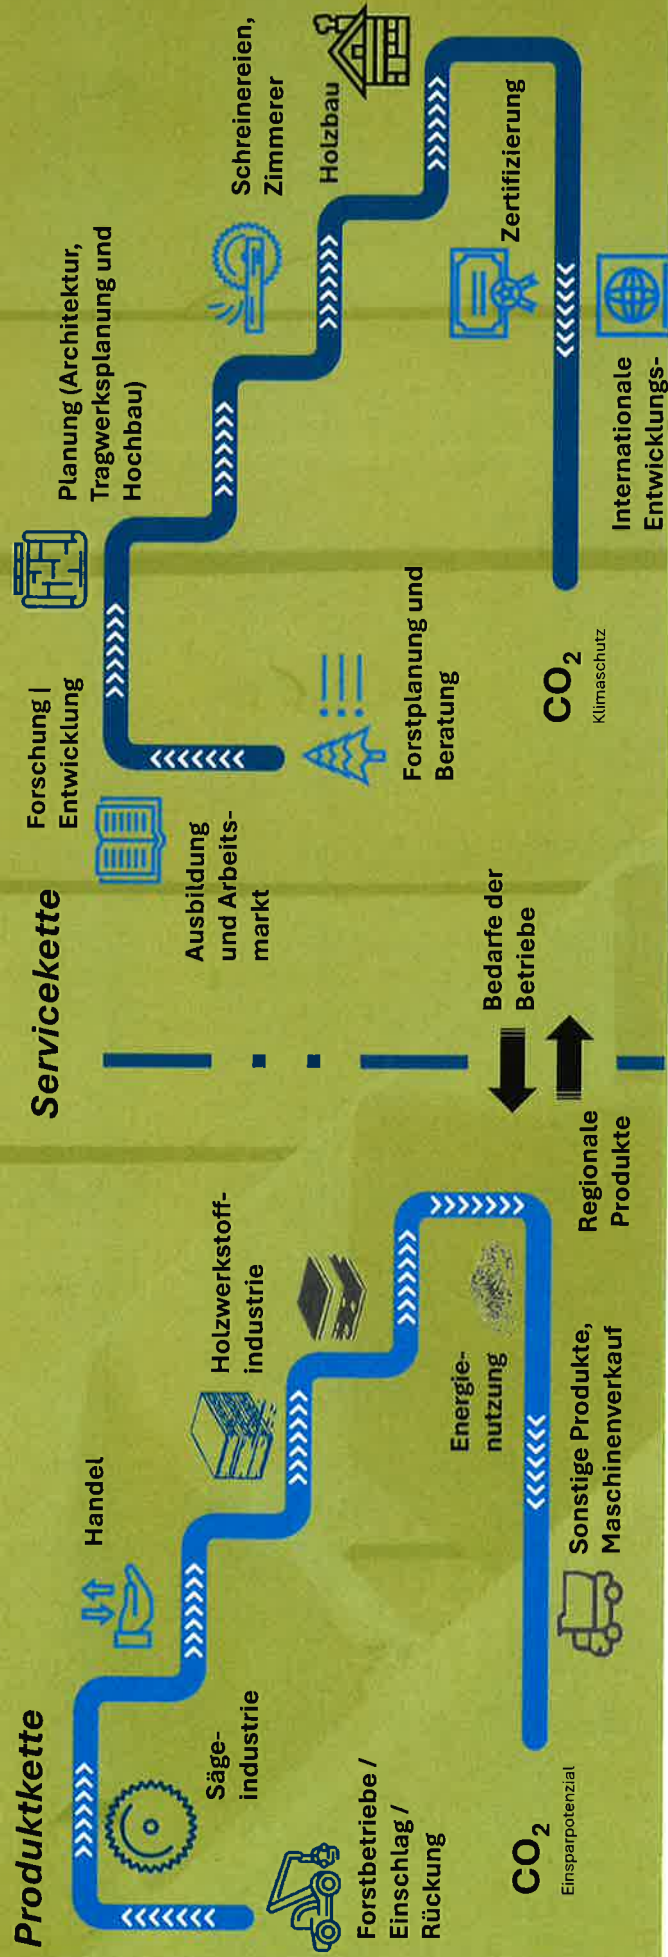 Produktkette
Forstbetriebe /
Einschlag /
Rückung
Säge-
industrie
Handel
Holzwerkstoff-
industrie
Energie-
nutzung
Sonstige Produkte,
Maschinenverkauf
CO₂
Einsparpotenzial
Regionale
Produkte
Bedarfe der
Betriebe
Servicekette
Forstplanung und
Beratung
Ausbildung
und Arbeits-
markt
Forschung |
Entwicklung
Planung (Architektur,
Tragwerksplanung und
Hochbau)
Schreinereien,
Zimmerer
Holzbau
Zertifizierung
Internationale
Entwicklungs-
CO₂
Klimaschutz